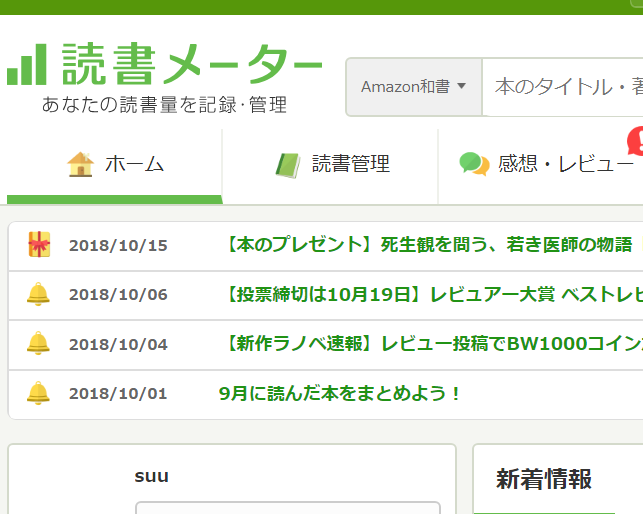 読書メーター
あなたの読書量を記録・管理
Amazon和書 本のタイトル・著
ホーム 読書管理 感想・レビュー
2018/10/15 【本のプレゼント】死生観を問う、若き医師の物語
2018/10/06 【投票締切は10月19日】レビュアー大賞 ベストレビ
2018/10/04 【新作ラノベ速報】レビュー投稿でBW1000コイン
2018/10/01 9月に読んだ本をまとめよう！
suu 新着情報